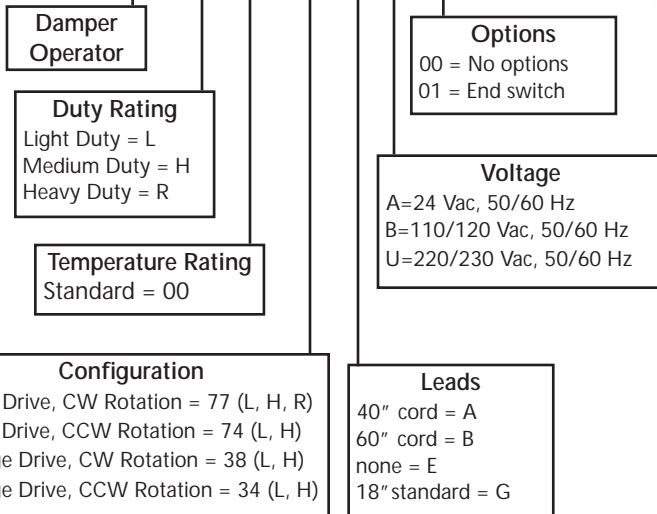 Damper
Operator
Options
00 = No options
01 = End switch
Duty Rating
Light Duty = L
Medium Duty = H
Heavy Duty = R
Voltage
A=24 Vac, 50/60 Hz
B=110/120 Vac, 50/60 Hz
U=220/230 Vac, 50/60 Hz
Temperature Rating
Standard = 00
Configuration
Drive, CW Rotation = 77 (L, H, R)
Drive, CCW Rotation = 74 (L, H)
Drive, CW Rotation = 38 (L, H)
Drive, CCW Rotation = 34 (L, H)
Leads
40" cord = A
60" cord = B
none = E
18"standard = G